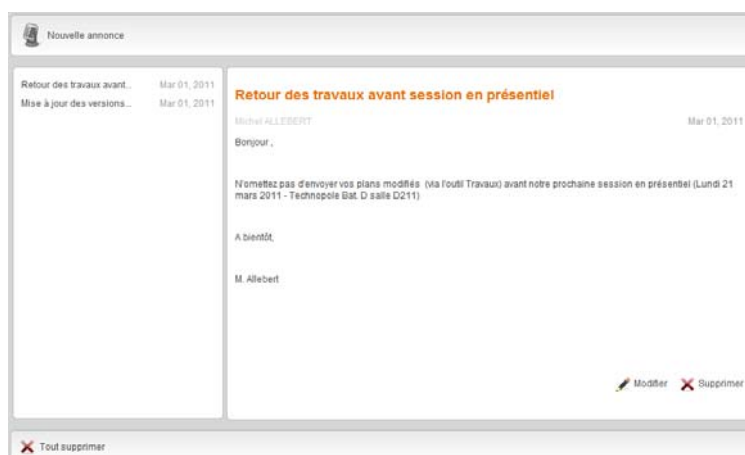 Nouvelle annonce
Retour des travaux avant... Mar 01, 2011
Mise à jour des versions... Mar 01, 2011
Retour des travaux avant session en présentiel
Michel ALLEBERT Mar 01, 2011
Bonjour ,
N'omettez pas d'envoyer vos plans modifiés (via l'outil Travaux) avant notre prochaine session en présentiel (Lundi 21
mars 2011 - Technopole Bat. D salle D211)
A bientôt,
M. Allebert
Modifier Supprimer
Tout supprimer